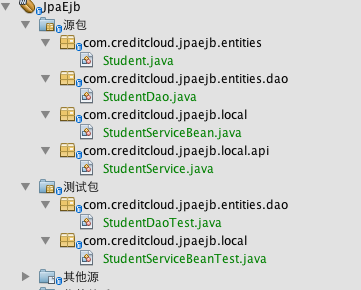 JpaEjb
源包
com.creditcloud.jpaejb.entities
Student.java
com.creditcloud.jpaejb.entities.dao
StudentDao.java
com.creditcloud.jpaejb.local
StudentServiceBean.java
com.creditcloud.jpaejb.local.api
StudentService.java
测试包
com.creditcloud.jpaejb.entities.dao
StudentDaoTest.java
com.creditcloud.jpaejb.local
StudentServiceBeanTest.java
其他源